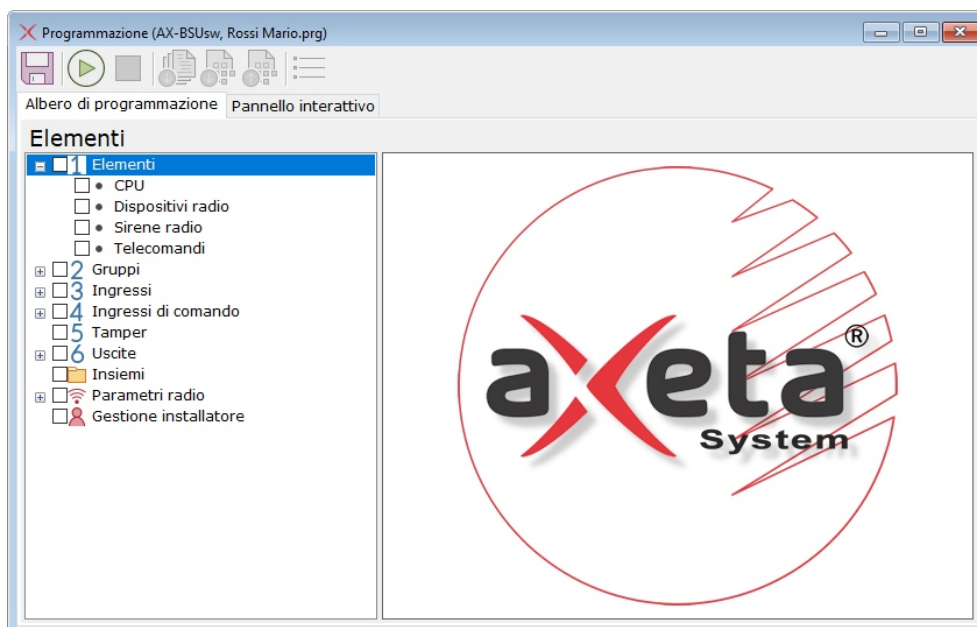 Programmazione (AX-BSUsw, Rossi Mario.prg)
Albero di programmazione Pannello interattivo
Elementi
1 Elementi
CPU
Dispositivi radio
Sirene radio
Telecomandi
2 Gruppi
3 Ingressi
4 Ingressi di comando
5 Tamper
6 Uscite
Insiemi
Parametri radio
Gestione installatore
axeta®
System